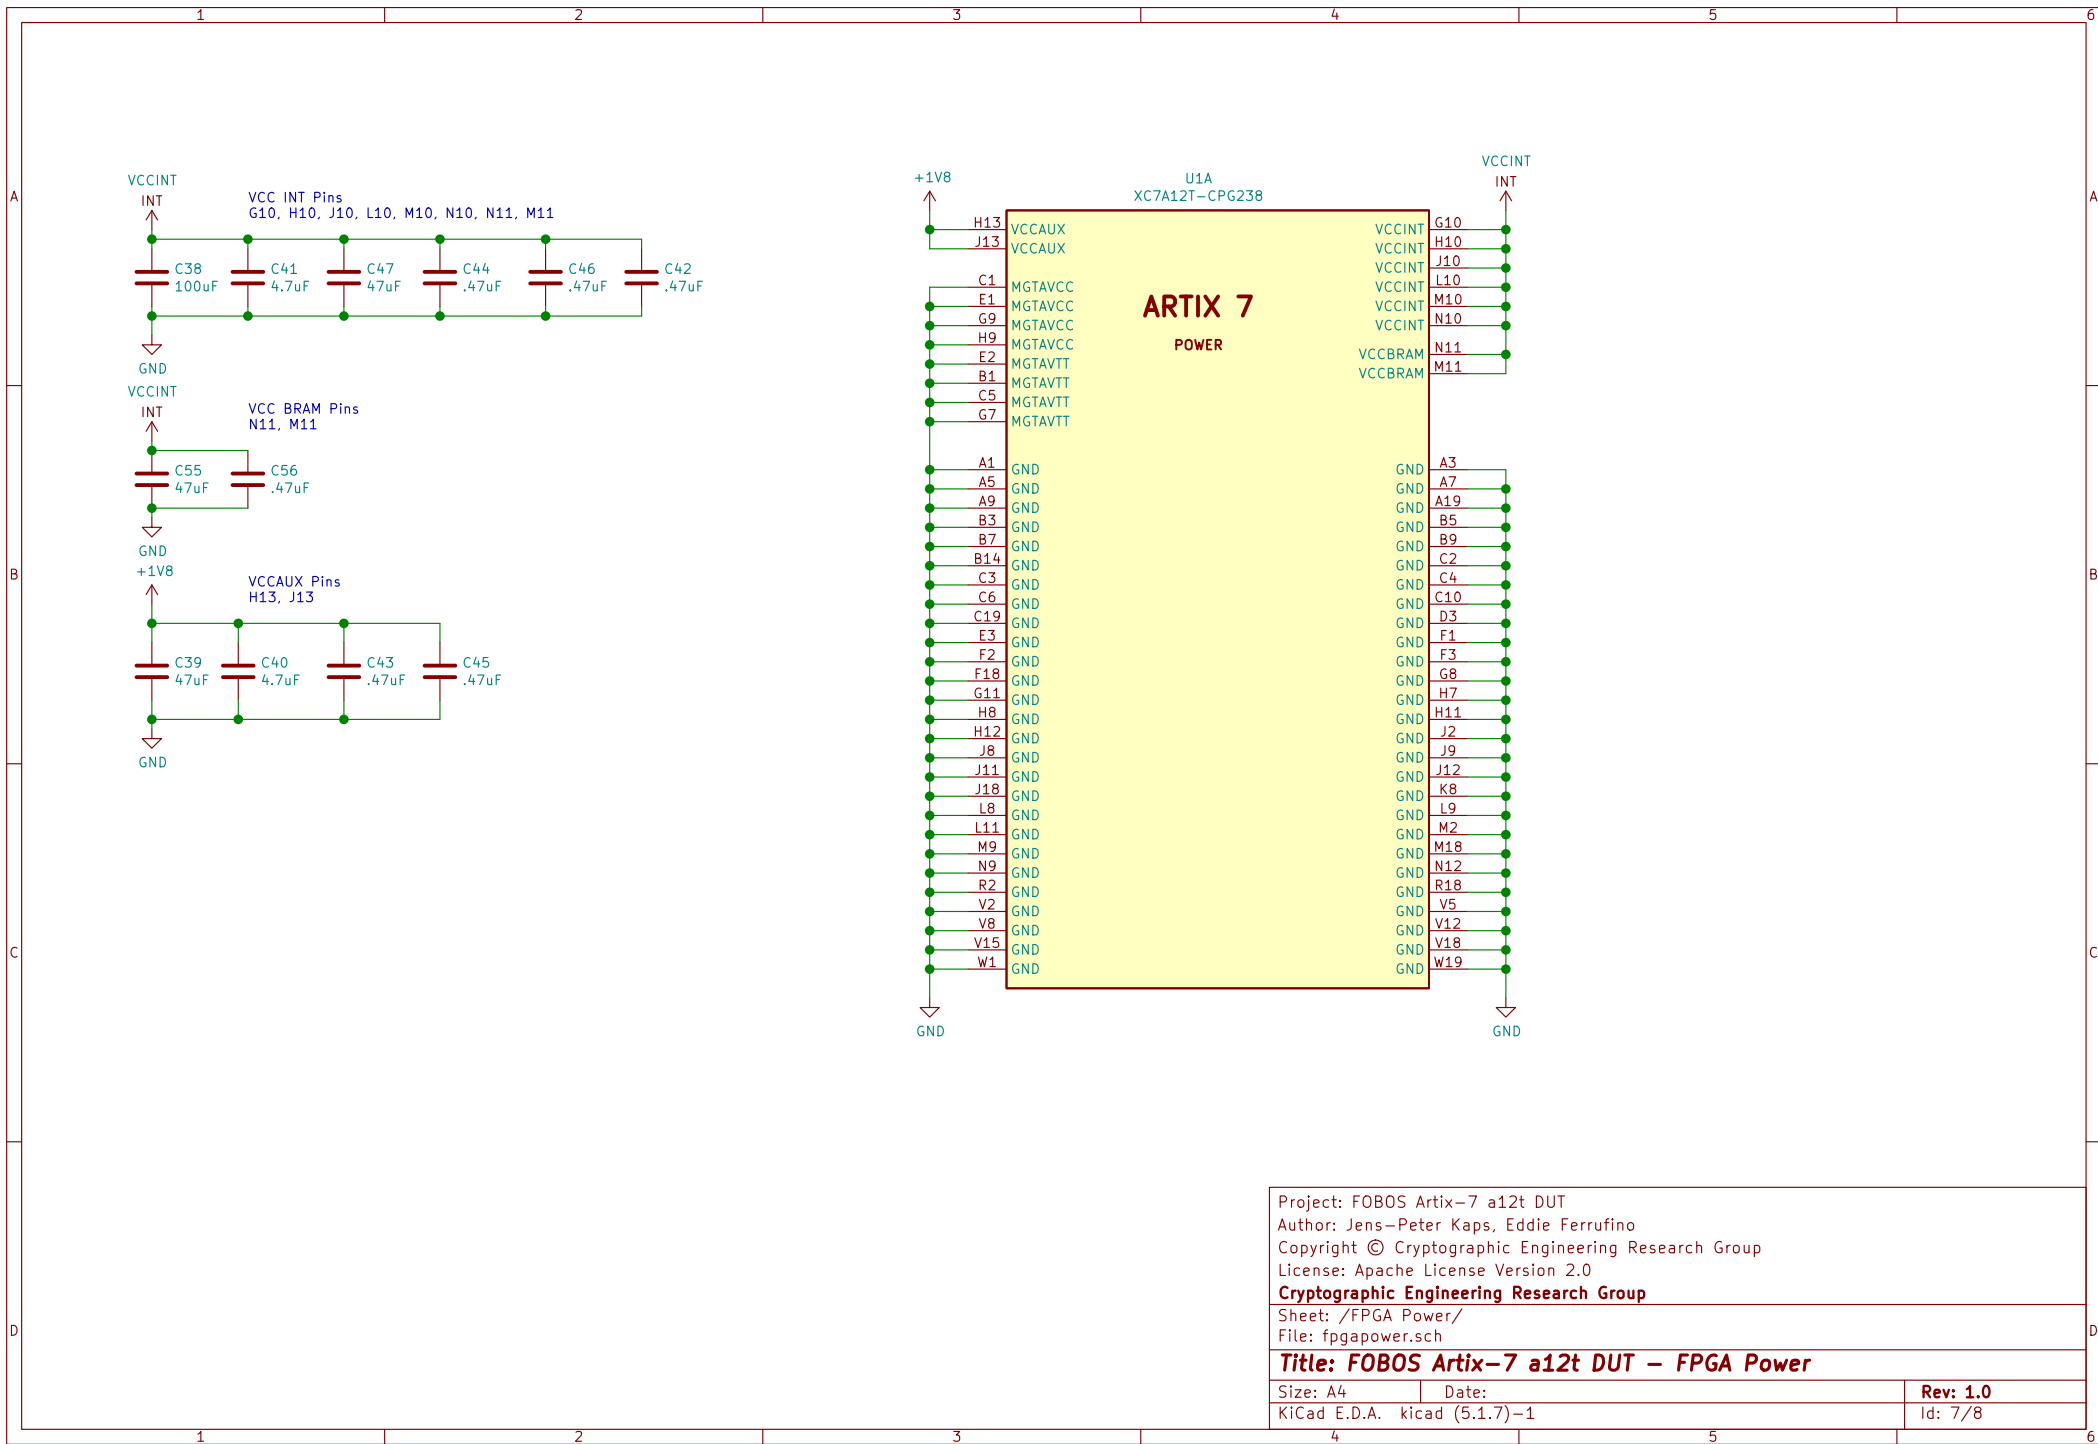 1 2 3 4 5 6
A A
B B
C C
D D
VCCINT
INT
VCC INT Pins
G10, H10, J10, L10, M10, N10, N11, M11
C38 C41 C47 C44 C46 C42
100uF 4.7uF 47uF .47uF .47uF .47uF
GND
VCCINT
INT
VCC BRAM Pins
N11, M11
C55 C56
47uF .47uF
GND
+1V8
VCCAUX Pins
H13, J13
C39 C40 C43 C45
47uF 4.7uF .47uF .47uF
GND
+1V8
U1A
XC7A12T-CPG238
VCCINT
INT
ARTIX 7
POWER
H13 VCCAUX
J13 VCCAUX
C1 MGTAVCC
E1 MGTAVCC
G9 MGTAVCC
H9 MGTAVCC
E2 MGTAVTT
B1 MGTAVTT
C5 MGTAVTT
G7 MGTAVTT
A1 GND
A5 GND
A9 GND
B3 GND
B7 GND
B14 GND
C3 GND
C6 GND
C19 GND
E3 GND
F2 GND
F18 GND
G11 GND
H8 GND
H12 GND
J8 GND
J11 GND
J18 GND
L8 GND
L11 GND
M9 GND
N9 GND
R2 GND
V2 GND
V8 GND
V15 GND
W1 GND
GND
VCCINT G10
VCCINT H10
VCCINT J10
VCCINT L10
VCCINT M10
VCCINT N10
VCCBRAM N11
VCCBRAM M11
GND A3
GND A7
GND A19
GND B5
GND B9
GND C2
GND C4
GND C10
GND D3
GND F1
GND F3
GND G8
GND H7
GND H11
GND J2
GND J9
GND J12
GND K8
GND L9
GND M2
GND M18
GND N12
GND R18
GND V5
GND V12
GND V18
GND W19
GND
Project: FOBOS Artix-7 a12t DUT
Author: Jens-Peter Kaps, Eddie Ferrufino
Copyright © Cryptographic Engineering Research Group
License: Apache License Version 2.0
Cryptographic Engineering Research Group
Sheet: /FPGA Power/
File: fpgapower.sch
Title: FOBOS Artix-7 a12t DUT - FPGA Power
Size: A4 Date: Rev: 1.0
KiCad E.D.A. kicad (5.1.7)-1 Id: 7/8
1 2 3 4 5 6